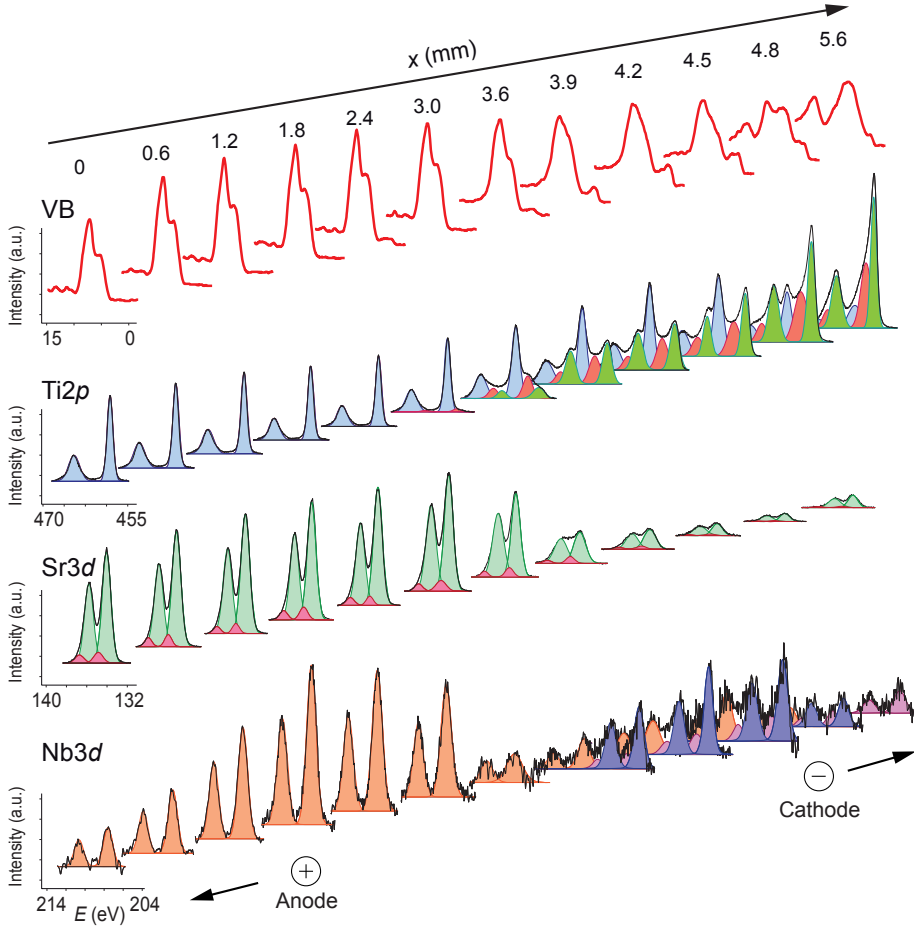 x (mm)
0
0.6
1.2
1.8
2.4
3.0
3.6
3.9
4.2
4.5
4.8
5.6
VB
Intensity (a.u.)
15
0
Ti2p
Intensity (a.u.)
470
455
Sr3d
Intensity (a.u.)
140
132
Nb3d
Intensity (a.u.)
214
E (eV)
204
+
Anode
−
Cathode